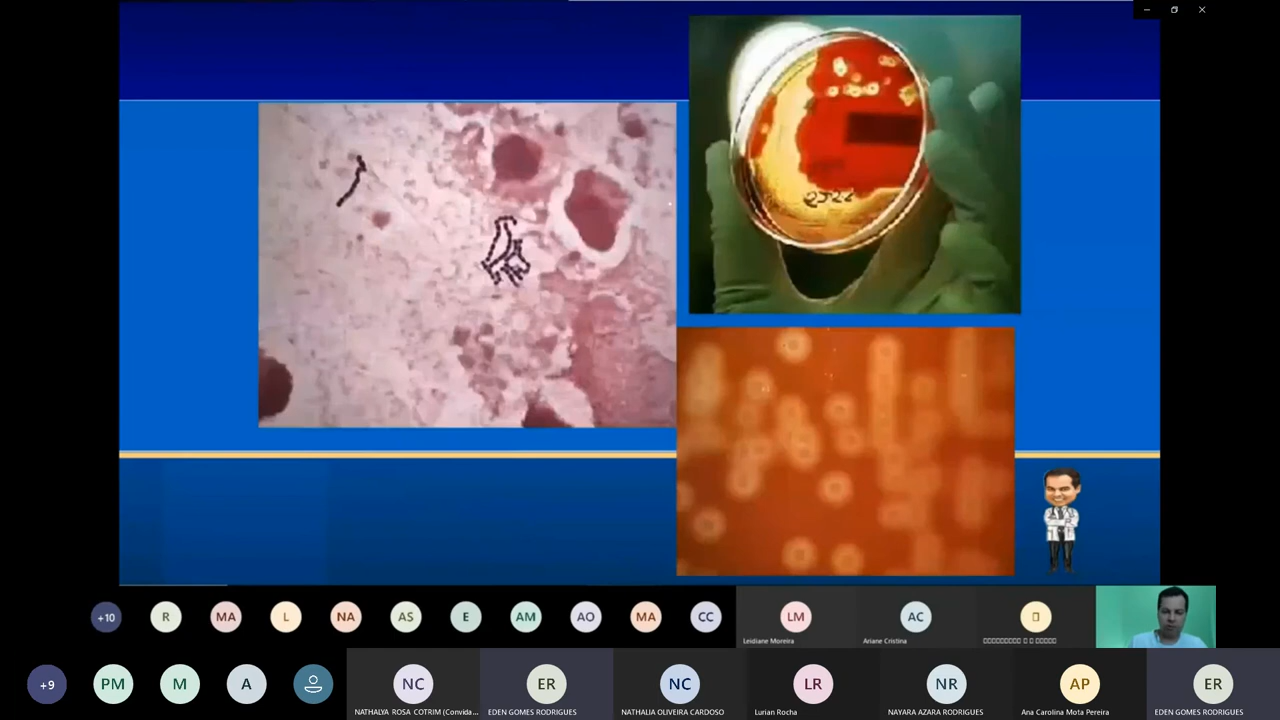 2522
+10
R
MA
L
NA
AS
E
AM
AO
MA
CC
LM
AC
Leidiane Moreira
Ariane Cristina
+9
PM
M
A
NC
ER
NC
LR
NR
AP
ER
NATHALYA ROSA COTRIM (Convida...
EDEN GOMES RODRIGUES
NATHALIA OLIVEIRA CARDOSO
Lurian Rocha
NAYARA AZARA RODRIGUES
Ana Carolina Mota Pereira
EDEN GOMES RODRIGUES